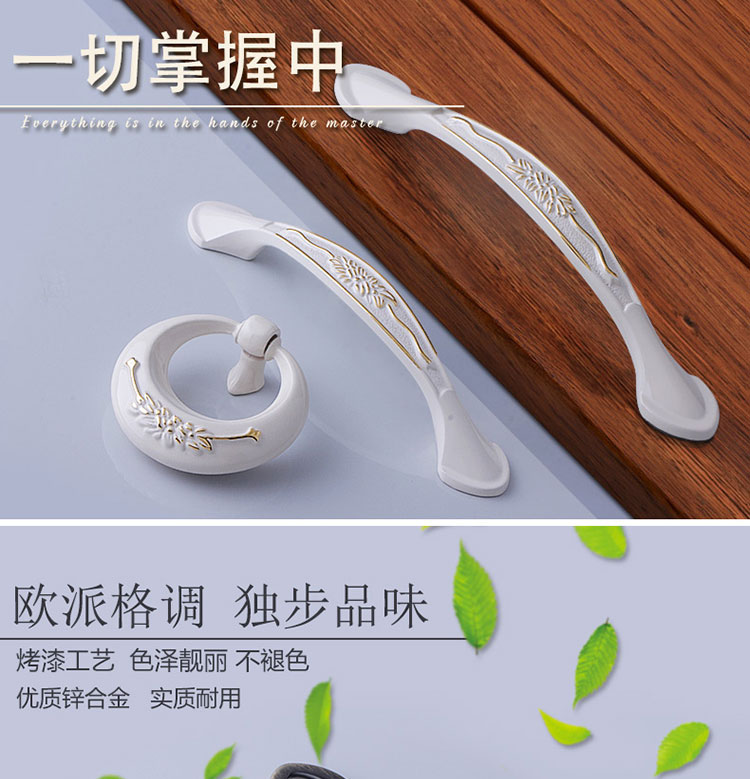 一切掌握中
Everything is in the hands of the master
欧派格调 独步品味
烤漆工艺 色泽靓丽 不褪色
优质锌合金 实质耐用